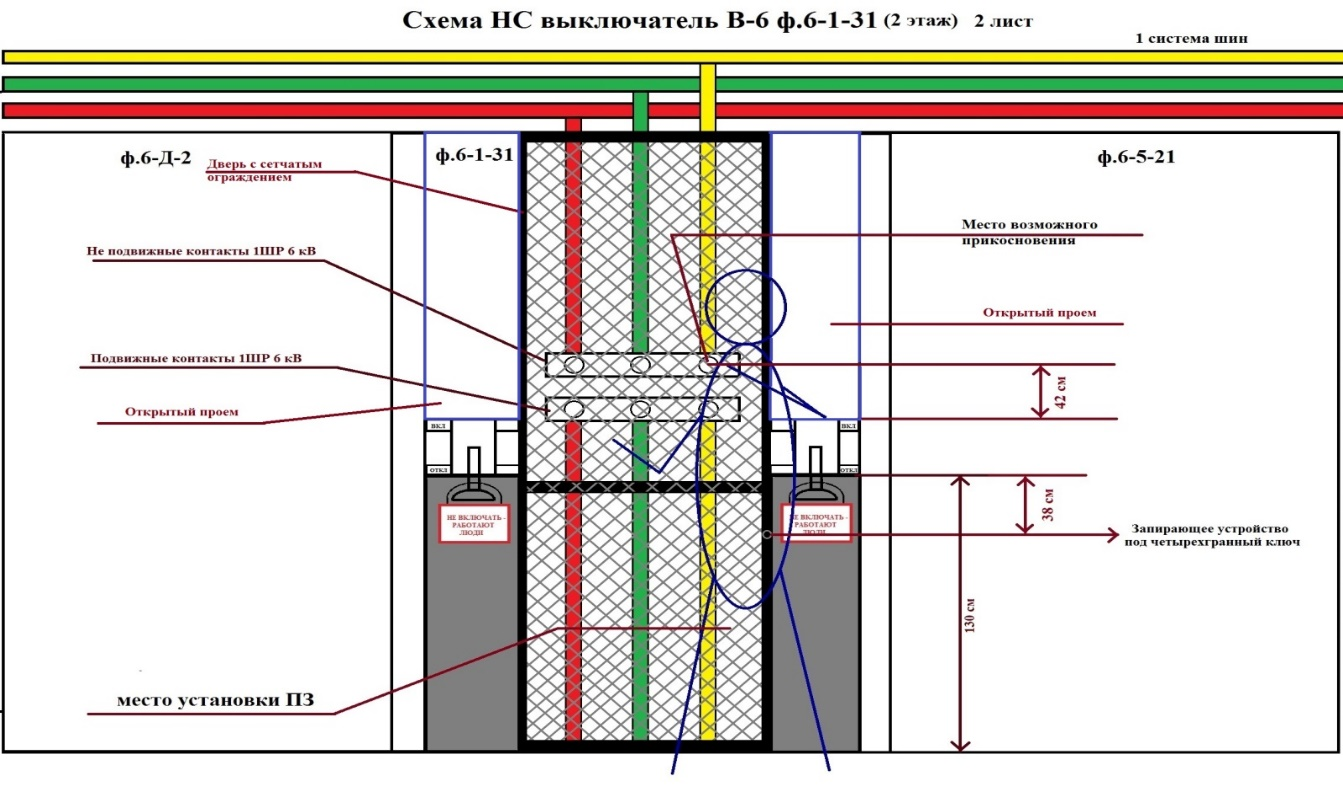 Схема НС выключатель В-6 ф.6-1-31 (2 этаж) 2 лист
1 система шин
ф.6-Д-2
Дверь с сетчатым
ограждением
ф.6-1-31
ф.6-5-21
Место возможного
прикосновения
Не подвижные контакты 1ШР 6 кВ
Открытый проем
Подвижные контакты 1ШР 6 кВ
42 см
Открытый проем
ВКЛ
ВКЛ
ОТКЛ
ОТКЛ
38 см
НЕ ВКЛЮЧАТЬ -
РАБОТАЮТ
ЛЮДИ
НЕ ВКЛЮЧАТЬ -
РАБОТАЮТ
ЛЮДИ
Запирающее устройство
под четырехгранный ключ
130 см
место установки ПЗ